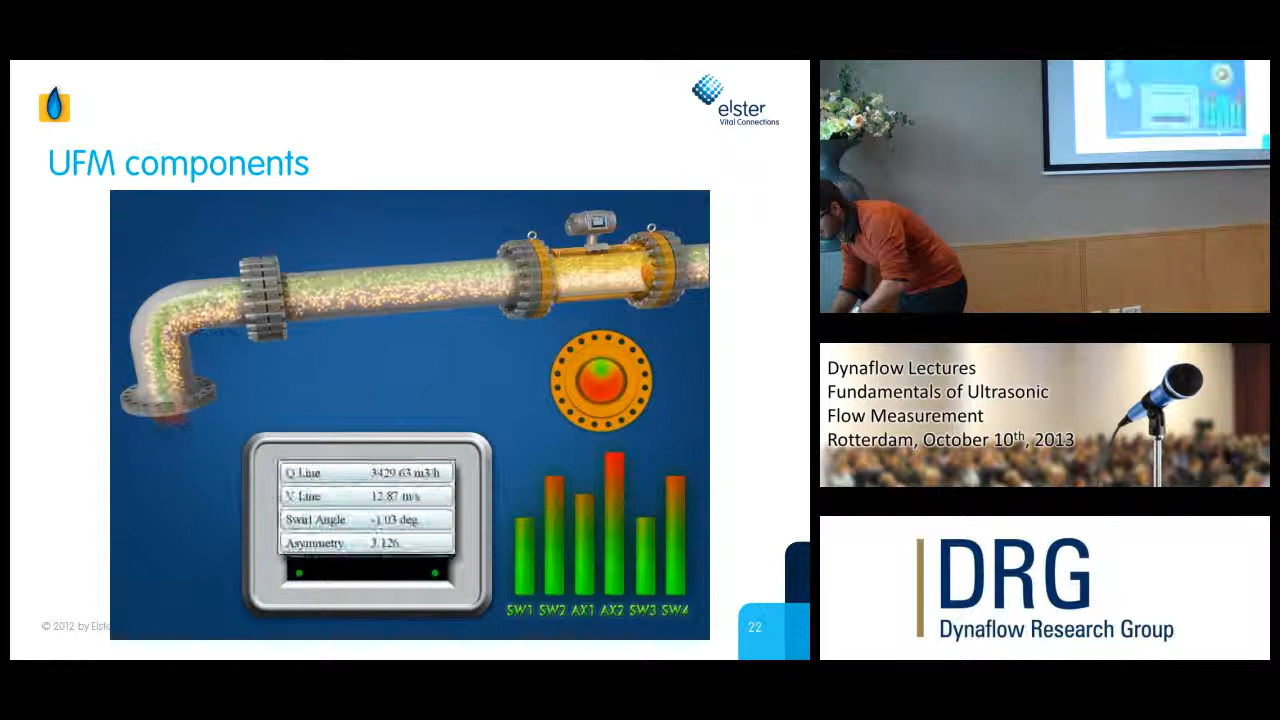 elster
Vital Connections
UFM components
Q Line 3429.63 m3/h
V Line 12.87 m/s
Swirl Angle -1.03 deg.
Asymmetry 3.126
SW1 SW2 AX1 AX2 SW3 SW4
© 2012 by Elste
22
Dynaflow Lectures
Fundamentals of Ultrasonic
Flow Measurement
Rotterdam, October 10th, 2013
DRG
Dynaflow Research Group